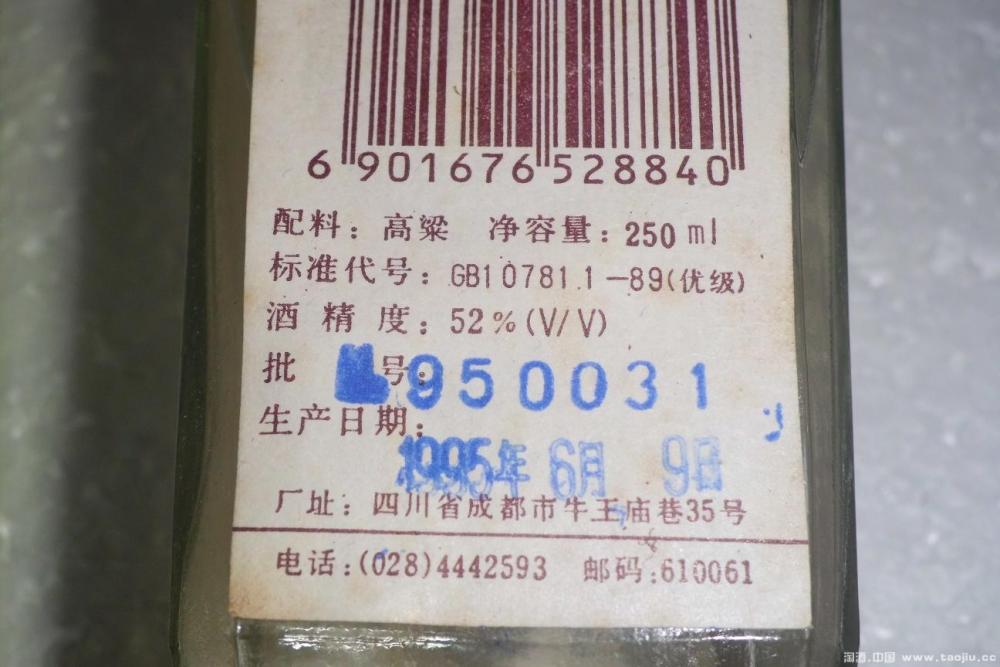 6 901676 528840
配料：高粱 净容量：250 ml
标准代号：GB10781.1-89(优级)
酒精度：52%(V/V)
批号：950031
生产日期：
1995年 6月 9日
厂址：四川省成都市牛王庙巷35号
电话：(028)4442593 邮码：610061
淘酒.中国 www.taojiu.cc